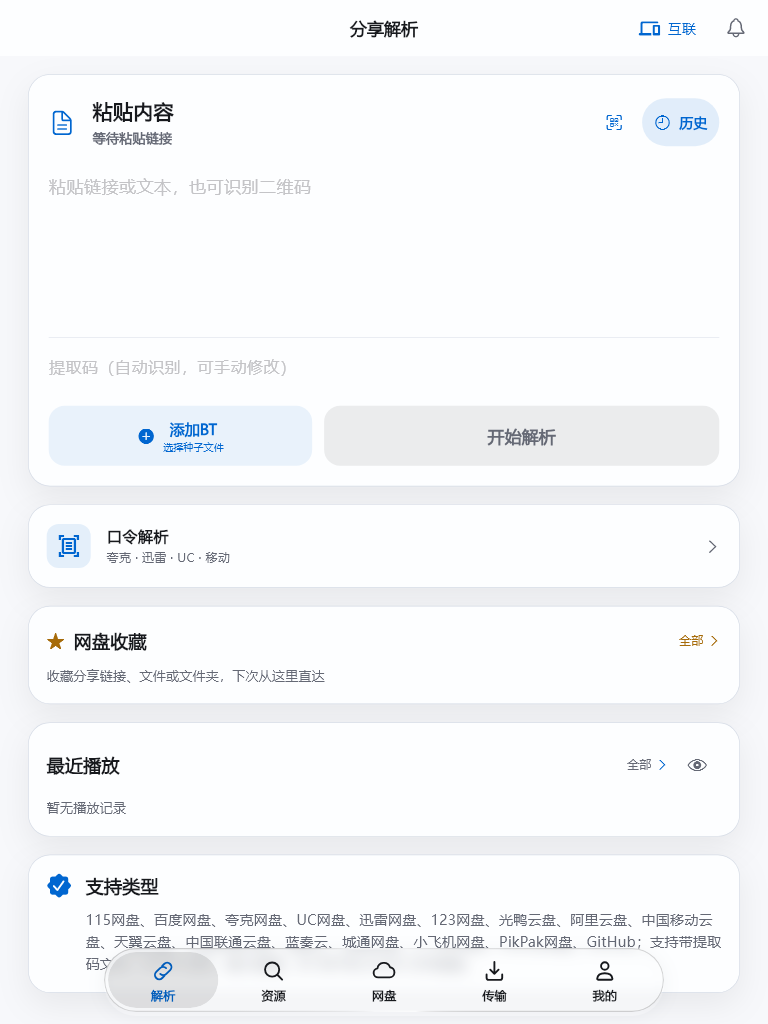 分享解析
互联
粘贴内容
等待粘贴链接
历史
粘贴链接或文本，也可识别二维码
提取码（自动识别，可手动修改）
添加BT
选择种子文件
开始解析
口令解析
夸克 · 迅雷 · UC · 移动
网盘收藏
全部
收藏分享链接、文件或文件夹，下次从这里直达
最近播放
全部
暂无播放记录
支持类型
115网盘、百度网盘、夸克网盘、UC网盘、迅雷网盘、123网盘、光鸭云盘、阿里云盘、中国移动云
盘、天翼云盘、中国联通云盘、蓝奏云、城通网盘、小飞机网盘、PikPak网盘、GitHub；支持带提取
码文
解析
资源
网盘
传输
我的